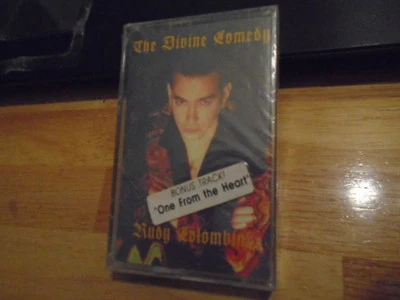 The Divine Comedy
BONUS TRACK!
"One From the Heart"
Rudy Colombini